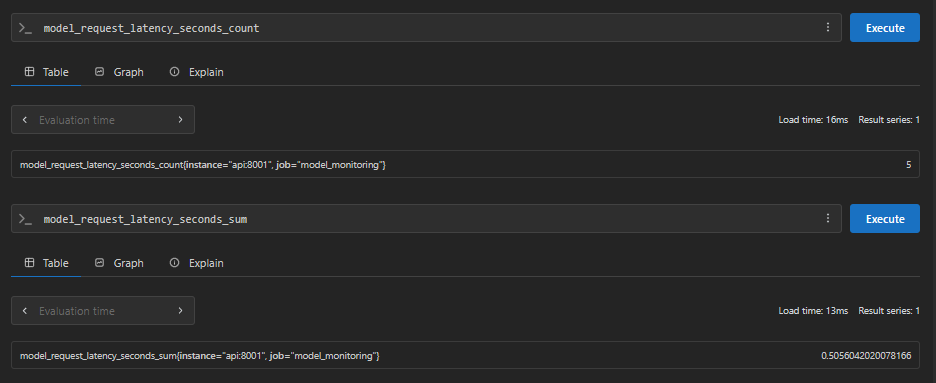 >_ model_request_latency_seconds_count
Execute
Table Graph Explain
Evaluation time
Load time: 16ms Result series: 1
model_request_latency_seconds_count{instance="api:8001", job="model_monitoring"} 5
>_ model_request_latency_seconds_sum
Execute
Table Graph Explain
Evaluation time
Load time: 13ms Result series: 1
model_request_latency_seconds_sum{instance="api:8001", job="model_monitoring"} 0.5056042020078166